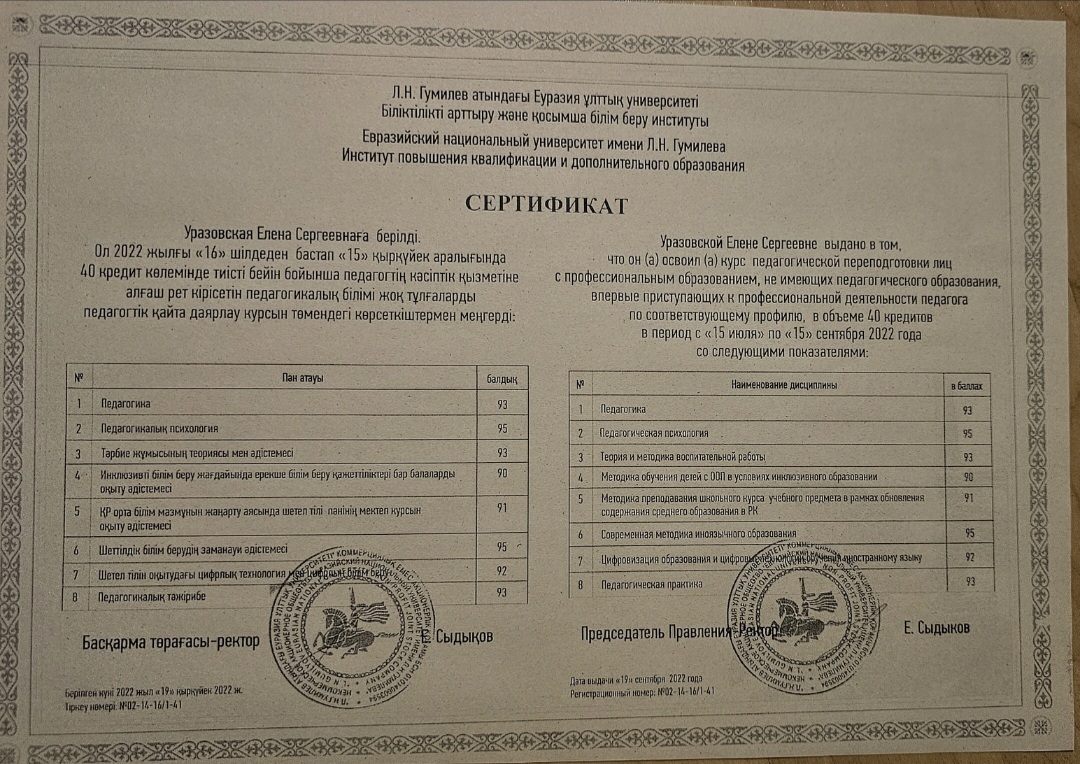 Л.Н. Гумилев атындағы Еуразия ұлттық университеті
Біліктілікті арттыру және қосымша білім беру институты
Евразийский национальный университет имени Л.Н. Гумилева
Институт повышения квалификации и дополнительного образования
СЕРТИФИКАТ
Уразовская Елена Сергеевнаға берілді.
Ол 2022 жылғы «16» шілдеден бастап «15» қыркүйек аралығында
40 кредит көлемінде тиісті бейін бойынша педагогтің кәсіптік қызметіне
алғаш рет кірісетін педагогикалық білімі жоқ тұлғаларды
педагогтік қайта даярлау курсын төмендегі көрсеткіштермен меңгерді:
№ Пән атауы балдық
1 Педагогика 93
2 Педагогикалық психология 95
3 Тәрбие жұмысының теориясы мен әдістемесі 93
4 Инклюзивті білім беру жағдайында ерекше білім беру қажеттіліктері бар балаларды
оқыту әдістемесі 90
5 ҚР орта білім мазмұнын жаңарту аясында шетел тілі пәнінің мектеп курсын
оқыту әдістемесі 91
6 Шеттілдік білім берудің заманауи әдістемесі 95
7 Шетел тілін оқытудағы цифрлық технология мен цифрлық білім беру 92
8 Педагогикалық тәжірибе 93
Басқарма төрағасы-ректор Сыдықов
Берілген күні 2022 жыл «19» қыркүйек 2022 ж.
Тіркеу номері. №02-14-16/1-41
Уразовской Елене Сергеевне выдано в том,
что он (а) освоил (а) курс педагогической переподготовки лиц
с профессиональным образованием, не имеющих педагогического образования,
впервые приступающих к профессиональной деятельности педагога
по соответствующему профилю, в объеме 40 кредитов
в период с «15 июля» по «15» сентября 2022 года
со следующими показателями:
№ Наименование дисциплины в баллах
1 Педагогика 93
2 Педагогическая психология 95
3 Теория и методика воспитательной работы 93
4 Методика обучения детей с ООП в условиях инклюзивного образования 90
5 Методика преподавания школьного курса учебного предмета в рамках обновления
содержания среднего образования в РК 91
6 Современная методика иноязычного образования 95
7 Цифровизация образования и цифровые технологии обучения иностранному языку 92
8 Педагогическая практика 93
Председатель Правления-Ректор Е. Сыдыков
Дата выдачи «19» сентября 2022 года
Регистрационный номер: №02-14-16/1-41